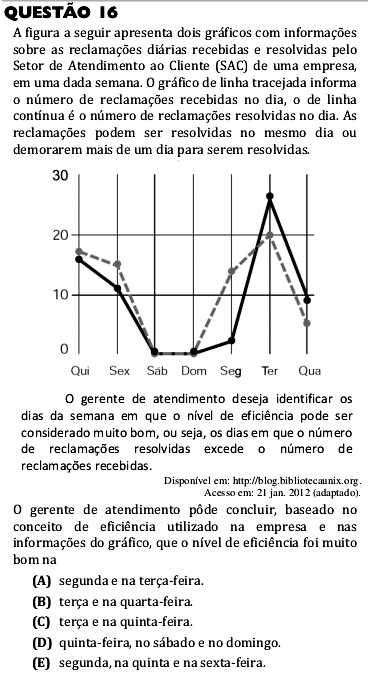 QUESTÃO 16
A figura a seguir apresenta dois gráficos com informações
sobre as reclamações diárias recebidas e resolvidas pelo
Setor de Atendimento ao Cliente (SAC) de uma empresa,
em uma dada semana. O gráfico de linha tracejada informa
o número de reclamações recebidas no dia, o de linha
contínua é o número de reclamações resolvidas no dia. As
reclamações podem ser resolvidas no mesmo dia ou
demorarem mais de um dia para serem resolvidas.
30
20
10
0
Qui Sex Sáb Dom Seg Ter Qua
O gerente de atendimento deseja identificar os
dias da semana em que o nível de eficiência pode ser
considerado muito bom, ou seja, os dias em que o número
de reclamações resolvidas excede o número de
reclamações recebidas.
Disponível em: http://blog.bibliotecaunix.org.
Acesso em: 21 jan. 2012 (adaptado).
O gerente de atendimento pôde concluir, baseado no
conceito de eficiência utilizado na empresa e nas
informações do gráfico, que o nível de eficiência foi muito
bom na
(A) segunda e na terça-feira.
(B) terça e na quarta-feira.
(C) terça e na quinta-feira.
(D) quinta-feira, no sábado e no domingo.
(E) segunda, na quinta e na sexta-feira.